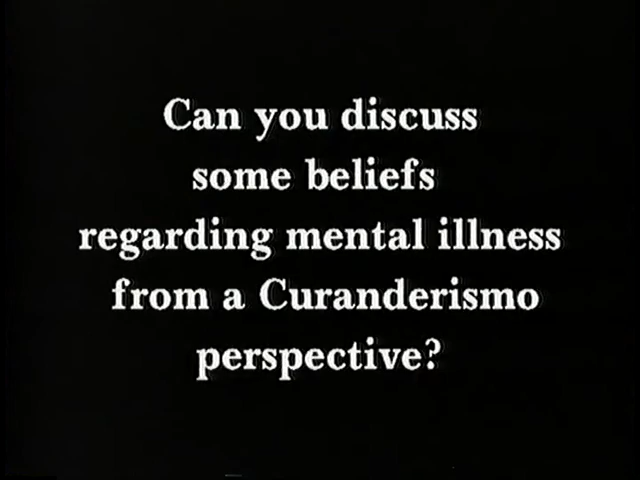 Can you discuss
some beliefs
regarding mental illness
from a Curanderismo
perspective?